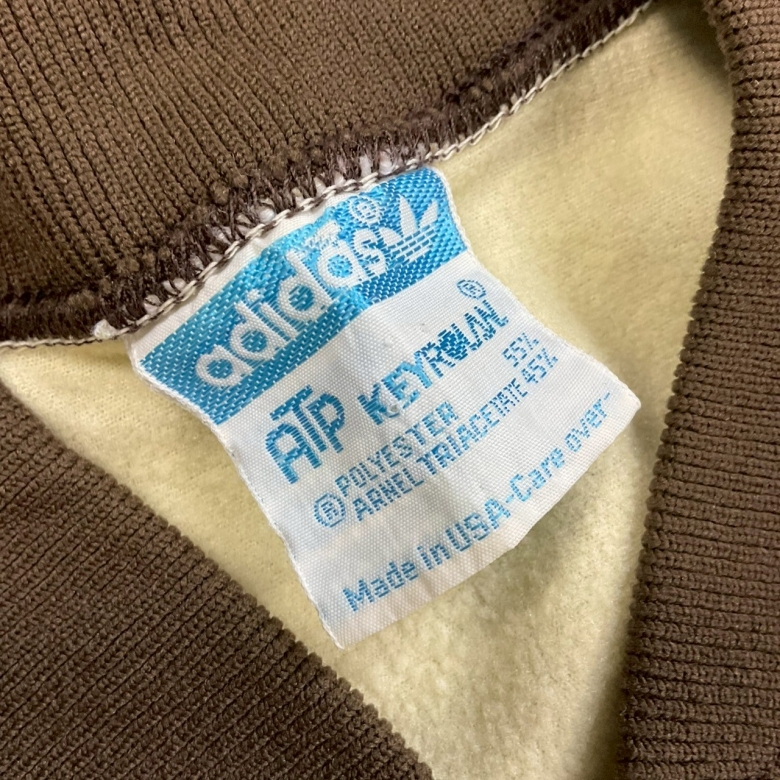 adidas®
ATP KEYROLAN®
POLYESTER 55%
® ARNEL TRIACETATE 45%
Made in USA-Care over-